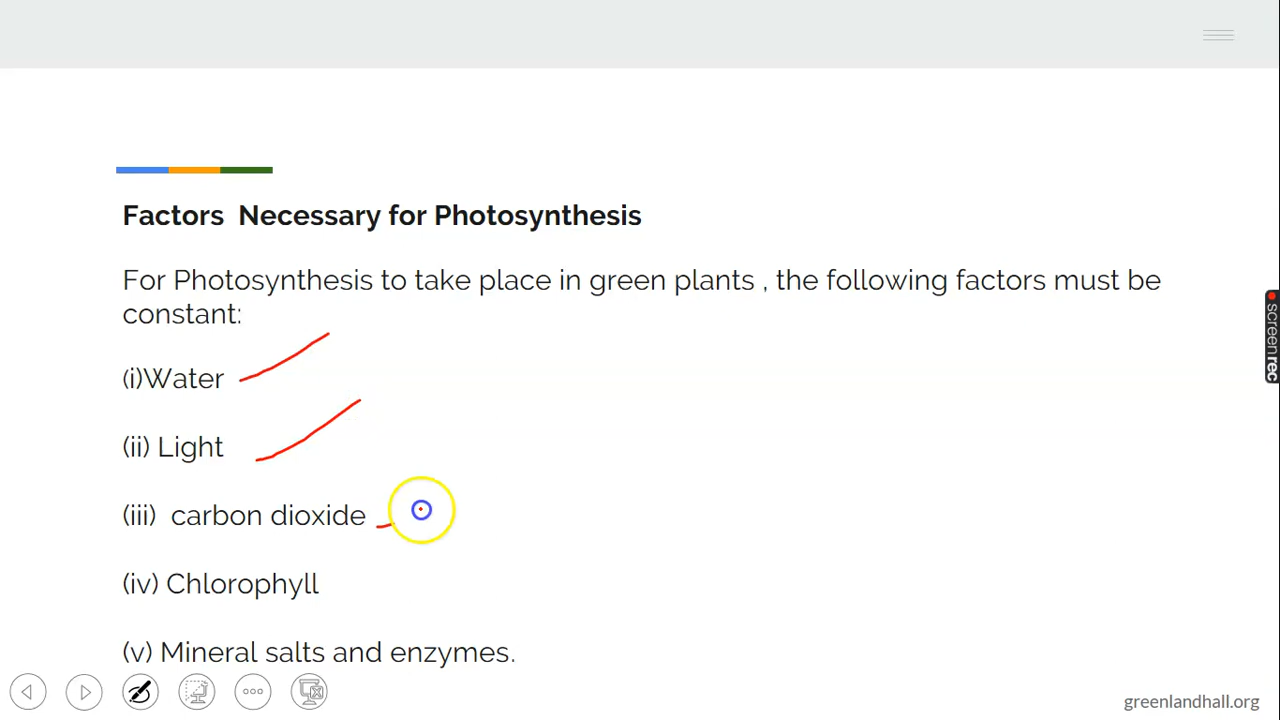 Factors Necessary for Photosynthesis
For Photosynthesis to take place in green plants , the following factors must be
constant:
(i)Water
(ii) Light
(iii) carbon dioxide
(iv) Chlorophyll
(v) Mineral salts and enzymes.
screenrec
greenlandhall.org